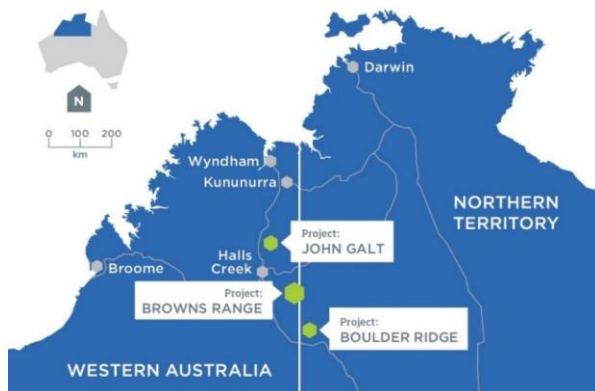 Darwin
N
0 100 200
km
Wyndham
Kununurra
NORTHERN
TERRITORY
Project:
JOHN GALT
Halls
Creek
Broome
Project:
BROWNS RANGE
Project:
BOULDER RIDGE
WESTERN AUSTRALIA